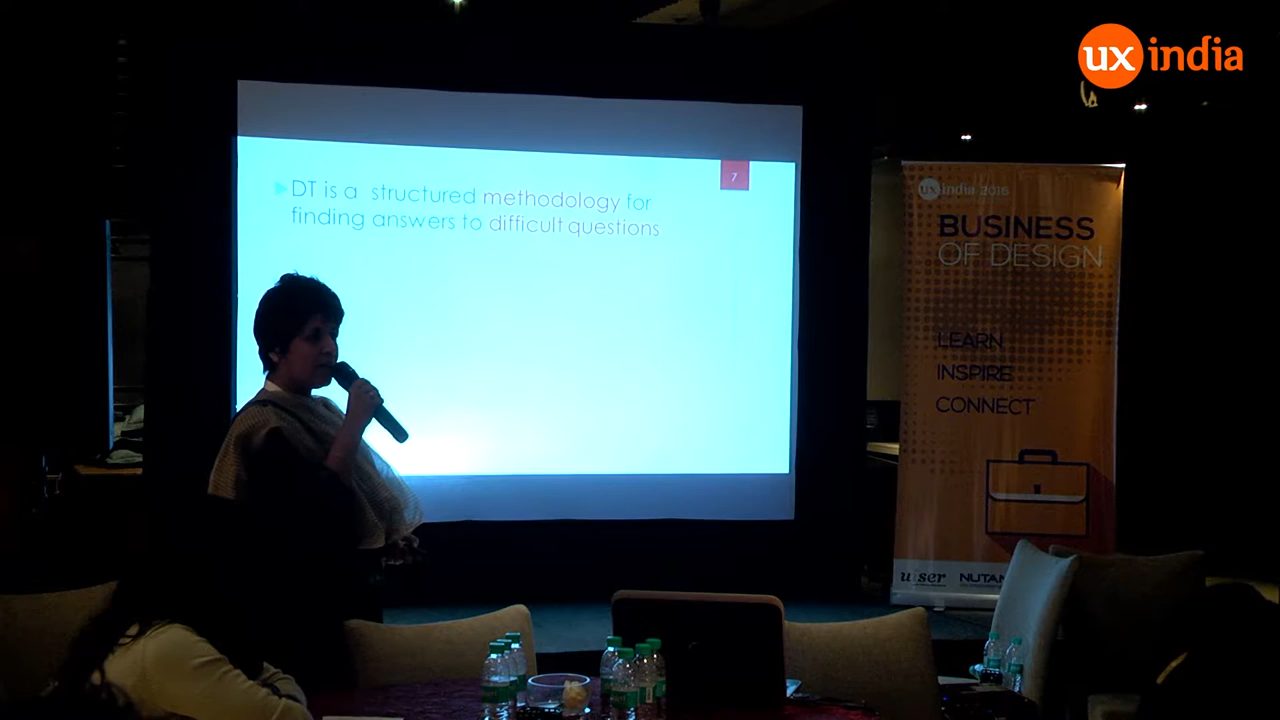 ux india
7
DT is a structured methodology for
finding answers to difficult questions
ux india 2016
BUSINESS
OF DESIGN
LEARN
INSPIRE
CONNECT